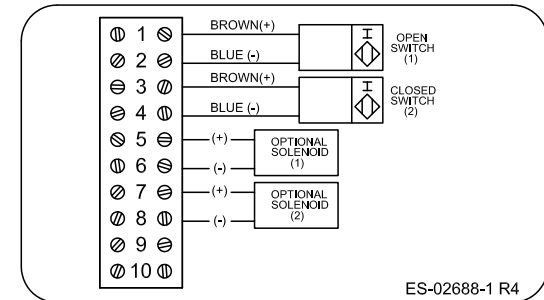 1 BROWN(+)
2 BLUE (-)
OPEN
SWITCH
(1)
3 BROWN(+)
4 BLUE (-)
CLOSED
SWITCH
(2)
5 (+)
6 (-)
OPTIONAL
SOLENOID
(1)
7 (+)
8 (-)
OPTIONAL
SOLENOID
(2)
9
10
ES-02688-1 R4